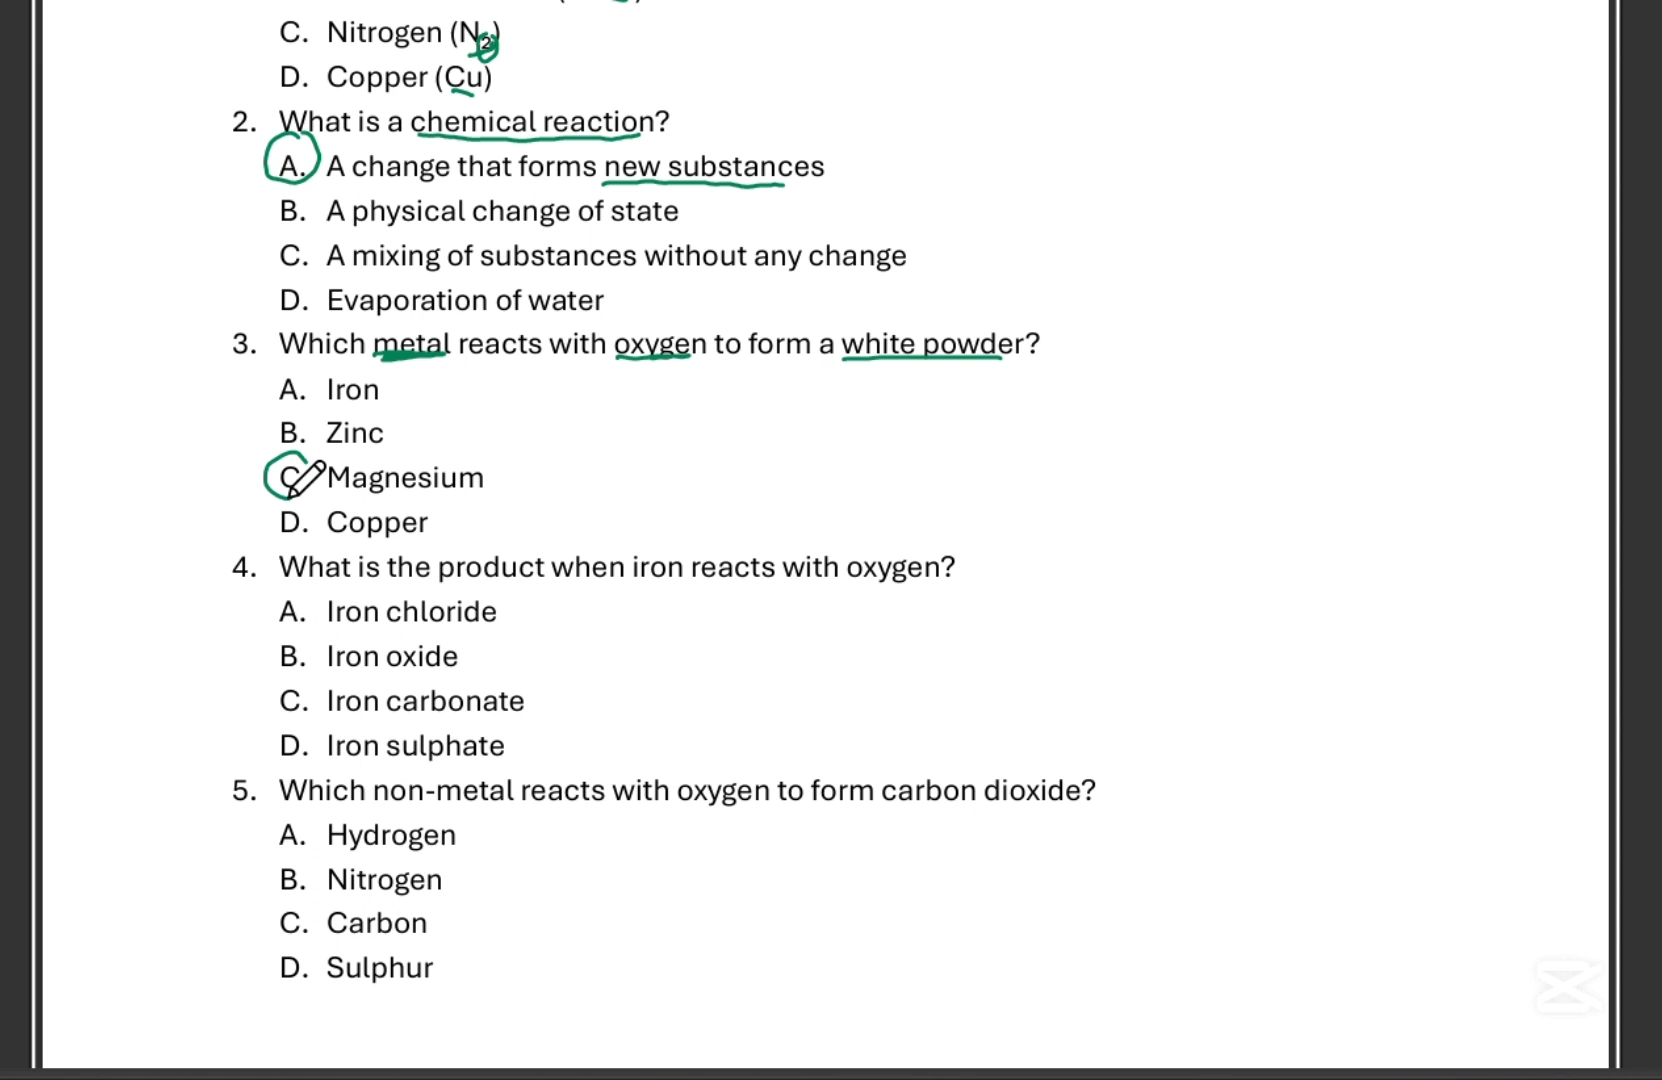 C. Nitrogen (N2)
D. Copper (Cu)
2. What is a chemical reaction?
A. A change that forms new substances
B. A physical change of state
C. A mixing of substances without any change
D. Evaporation of water
3. Which metal reacts with oxygen to form a white powder?
A. Iron
B. Zinc
C Magnesium
D. Copper
4. What is the product when iron reacts with oxygen?
A. Iron chloride
B. Iron oxide
C. Iron carbonate
D. Iron sulphate
5. Which non-metal reacts with oxygen to form carbon dioxide?
A. Hydrogen
B. Nitrogen
C. Carbon
D. Sulphur